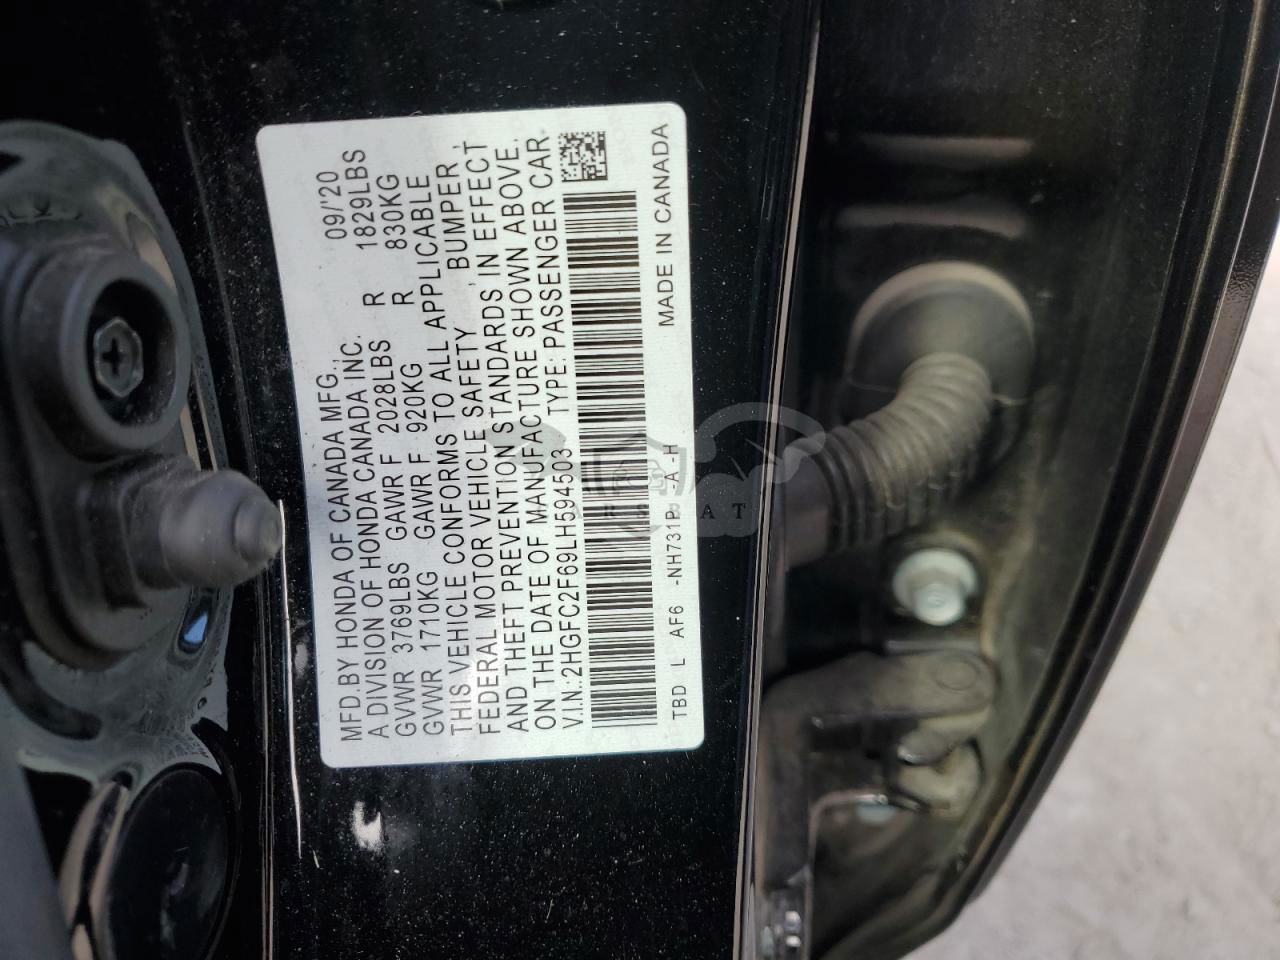 MFD.BY HONDA OF CANADA MFG., 09/'20
A DIVISION OF HONDA CANADA INC.
GVWR 3769LBS GAWR F 2028LBS R 1829LBS
GVWR 1710KG GAWR F 920KG R 830KG
THIS VEHICLE CONFORMS TO ALL APPLICABLE
FEDERAL MOTOR VEHICLE SAFETY , BUMPER ,
AND THEFT PREVENTION STANDARDS IN EFFECT
ON THE DATE OF MANUFACTURE SHOWN ABOVE.
V.I.N. 2HGFC2F69LH594503 TYPE: PASSENGER CAR
TBD L AF6 -NH731P -A -H MADE IN CANADA
ARSBAT